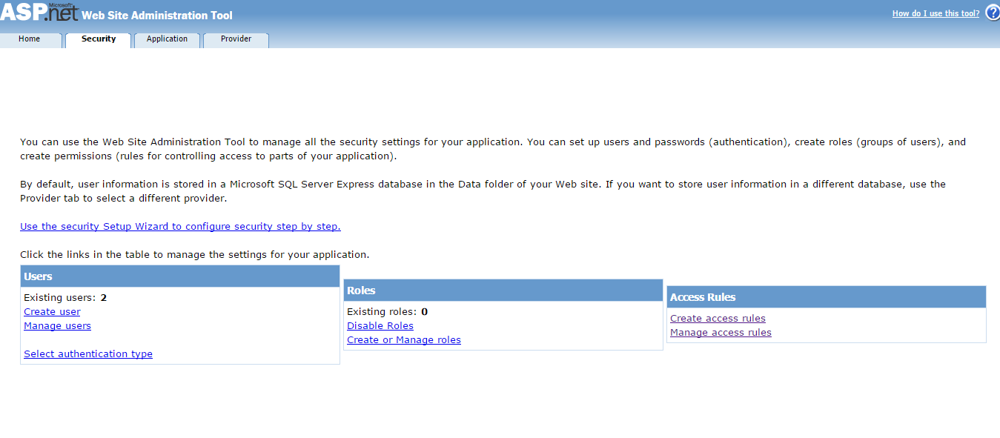 Microsoft
ASP.net Web Site Administration Tool
How do I use this tool? ?
Home Security Application Provider
You can use the Web Site Administration Tool to manage all the security settings for your application. You can set up users and passwords (authentication), create roles (groups of users), and
create permissions (rules for controlling access to parts of your application).
By default, user information is stored in a Microsoft SQL Server Express database in the Data folder of your Web site. If you want to store user information in a different database, use the
Provider tab to select a different provider.
Use the security Setup Wizard to configure security step by step.
Click the links in the table to manage the settings for your application.
Users
Existing users: 2
Create user
Manage users
Select authentication type
Roles
Existing roles: 0
Disable Roles
Create or Manage roles
Access Rules
Create access rules
Manage access rules